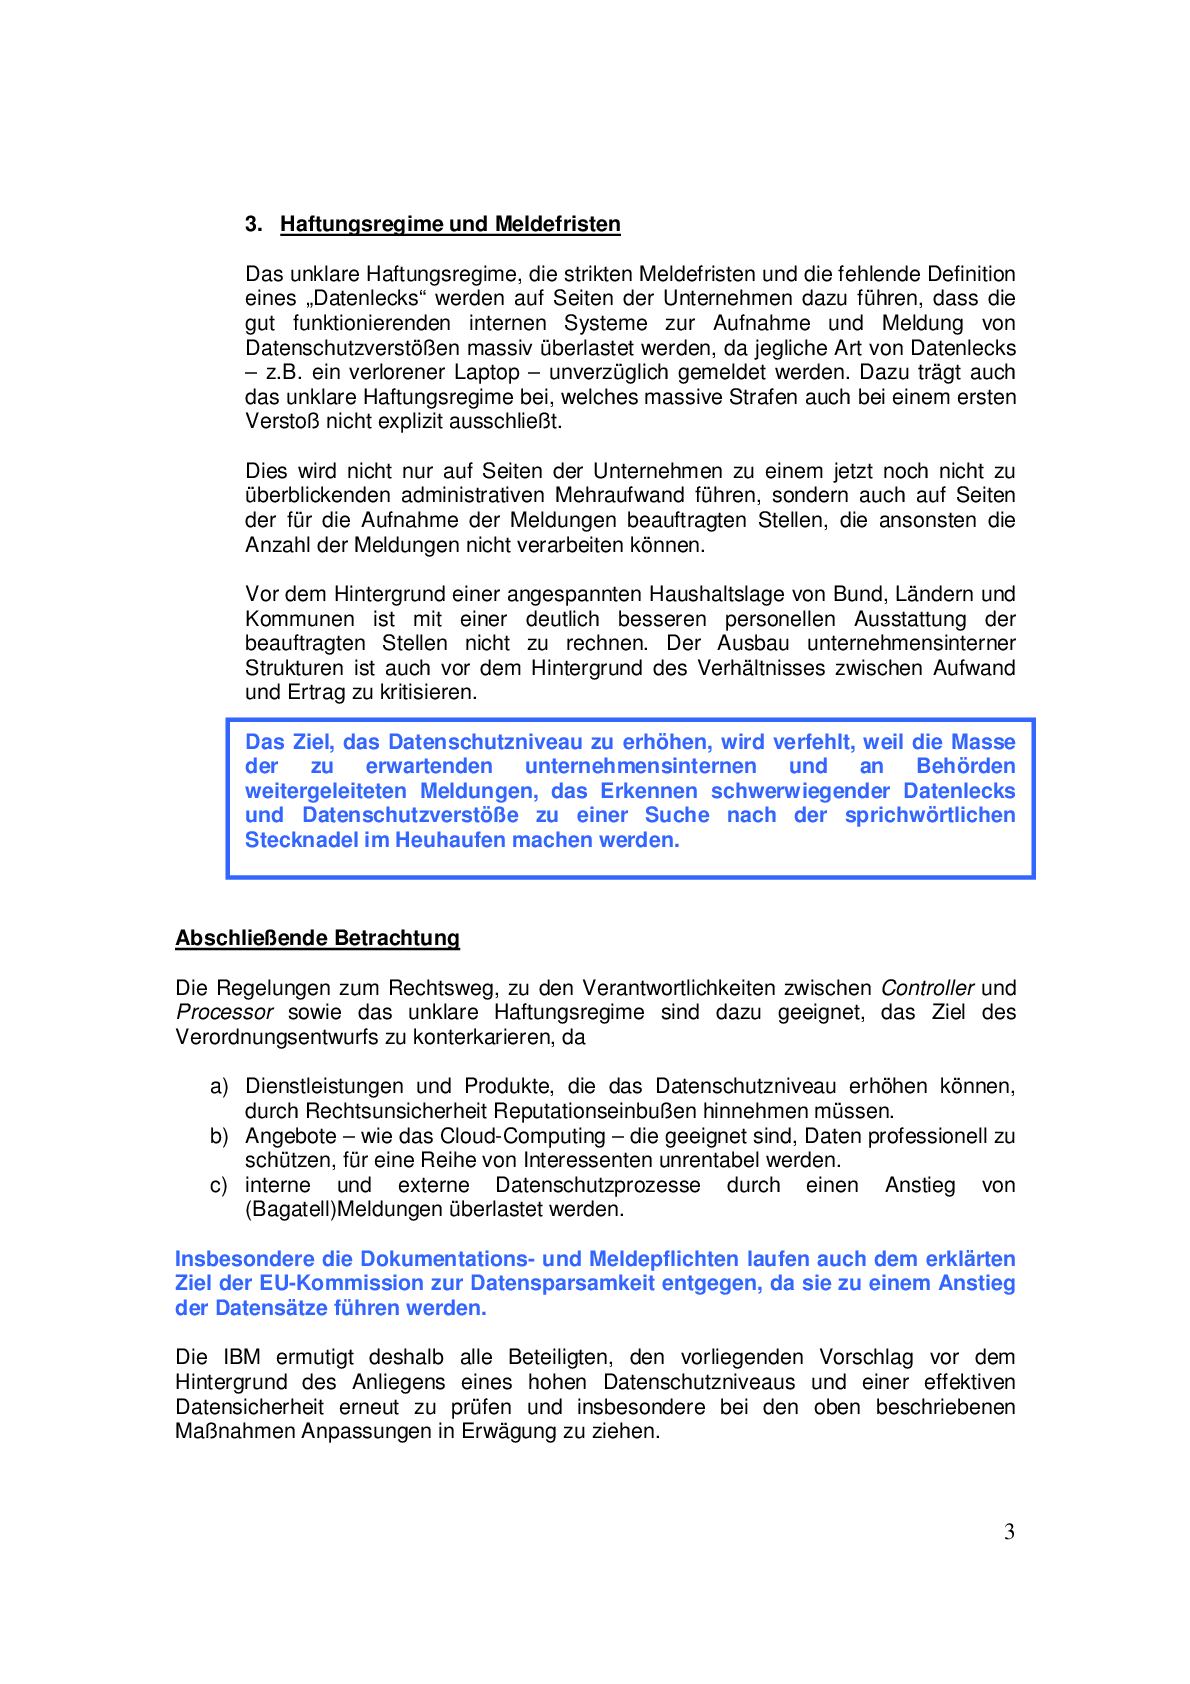 3. Haftungsregime und Meldefristen
Das unklare Haftungsregime, die strikten Meldefristen und die fehlende Definition
eines „Datenlecks“ werden auf Seiten der Unternehmen dazu führen, dass die
gut funktionierenden internen Systeme zur Aufnahme und Meldung von
Datenschutzverstößen massiv überlastet werden, da jegliche Art von Datenlecks
– z.B. ein verlorener Laptop – unverzüglich gemeldet werden. Dazu trägt auch
das unklare Haftungsregime bei, welches massive Strafen auch bei einem ersten
Verstoß nicht explizit ausschließt.
Dies wird nicht nur auf Seiten der Unternehmen zu einem jetzt noch nicht zu
überblickenden administrativen Mehraufwand führen, sondern auch auf Seiten
der für die Aufnahme der Meldungen beauftragten Stellen, die ansonsten die
Anzahl der Meldungen nicht verarbeiten können.
Vor dem Hintergrund einer angespannten Haushaltslage von Bund, Ländern und
Kommunen ist mit einer deutlich besseren personellen Ausstattung der
beauftragten Stellen nicht zu rechnen. Der Ausbau unternehmensinterner
Strukturen ist auch vor dem Hintergrund des Verhältnisses zwischen Aufwand
und Ertrag zu kritisieren.
Das Ziel, das Datenschutzniveau zu erhöhen, wird verfehlt, weil die Masse
der zu erwartenden unternehmensinternen und an Behörden
weitergeleiteten Meldungen, das Erkennen schwerwiegender Datenlecks
und Datenschutzverstöße zu einer Suche nach der sprichwörtlichen
Stecknadel im Heuhaufen machen werden.
Abschließende Betrachtung
Die Regelungen zum Rechtsweg, zu den Verantwortlichkeiten zwischen Controller und
Processor sowie das unklare Haftungsregime sind dazu geeignet, das Ziel des
Verordnungsentwurfs zu konterkarieren, da
a) Dienstleistungen und Produkte, die das Datenschutzniveau erhöhen können,
durch Rechtsunsicherheit Reputationseinbußen hinnehmen müssen.
b) Angebote – wie das Cloud-Computing – die geeignet sind, Daten professionell zu
schützen, für eine Reihe von Interessenten unrentabel werden.
c) interne und externe Datenschutzprozesse durch einen Anstieg von
(Bagatell)Meldungen überlastet werden.
Insbesondere die Dokumentations- und Meldepflichten laufen auch dem erklärten
Ziel der EU-Kommission zur Datensparsamkeit entgegen, da sie zu einem Anstieg
der Datensätze führen werden.
Die IBM ermutigt deshalb alle Beteiligten, den vorliegenden Vorschlag vor dem
Hintergrund des Anliegens eines hohen Datenschutzniveaus und einer effektiven
Datensicherheit erneut zu prüfen und insbesondere bei den oben beschriebenen
Maßnahmen Anpassungen in Erwägung zu ziehen.
3